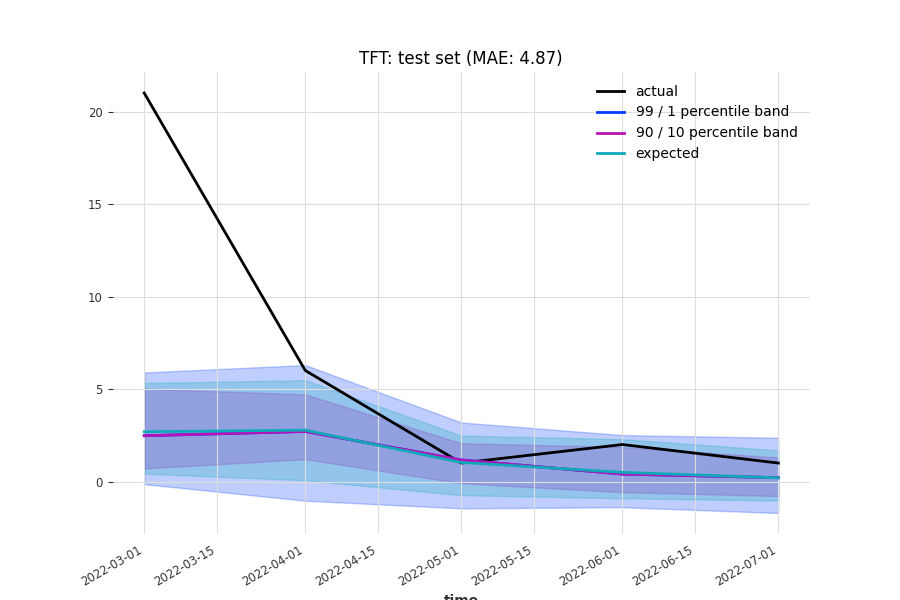 TFT: test set (MAE: 4.87)
actual
99 / 1 percentile band
90 / 10 percentile band
expected
20
15
10
5
0
2022-03-01
2022-03-15
2022-04-01
2022-04-15
2022-05-01
2022-05-15
2022-06-01
2022-06-15
2022-07-01
time